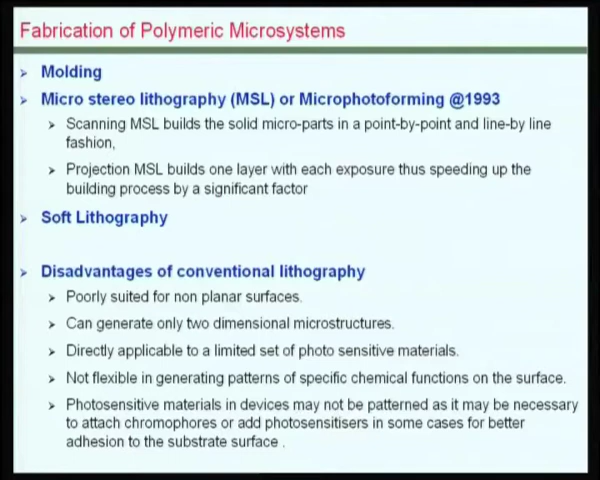 Fabrication of Polymeric Microsystems
Molding
Micro stereo lithography (MSL) or Microphotoforming @1993
Scanning MSL builds the solid micro-parts in a point-by-point and line-by line
fashion,
Projection MSL builds one layer with each exposure thus speeding up the
building process by a significant factor
Soft Lithography
Disadvantages of conventional lithography
Poorly suited for non planar surfaces.
Can generate only two dimensional microstructures.
Directly applicable to a limited set of photo sensitive materials.
Not flexible in generating patterns of specific chemical functions on the surface.
Photosensitive materials in devices may not be patterned as it may be necessary
to attach chromophores or add photosensitisers in some cases for better
adhesion to the substrate surface .